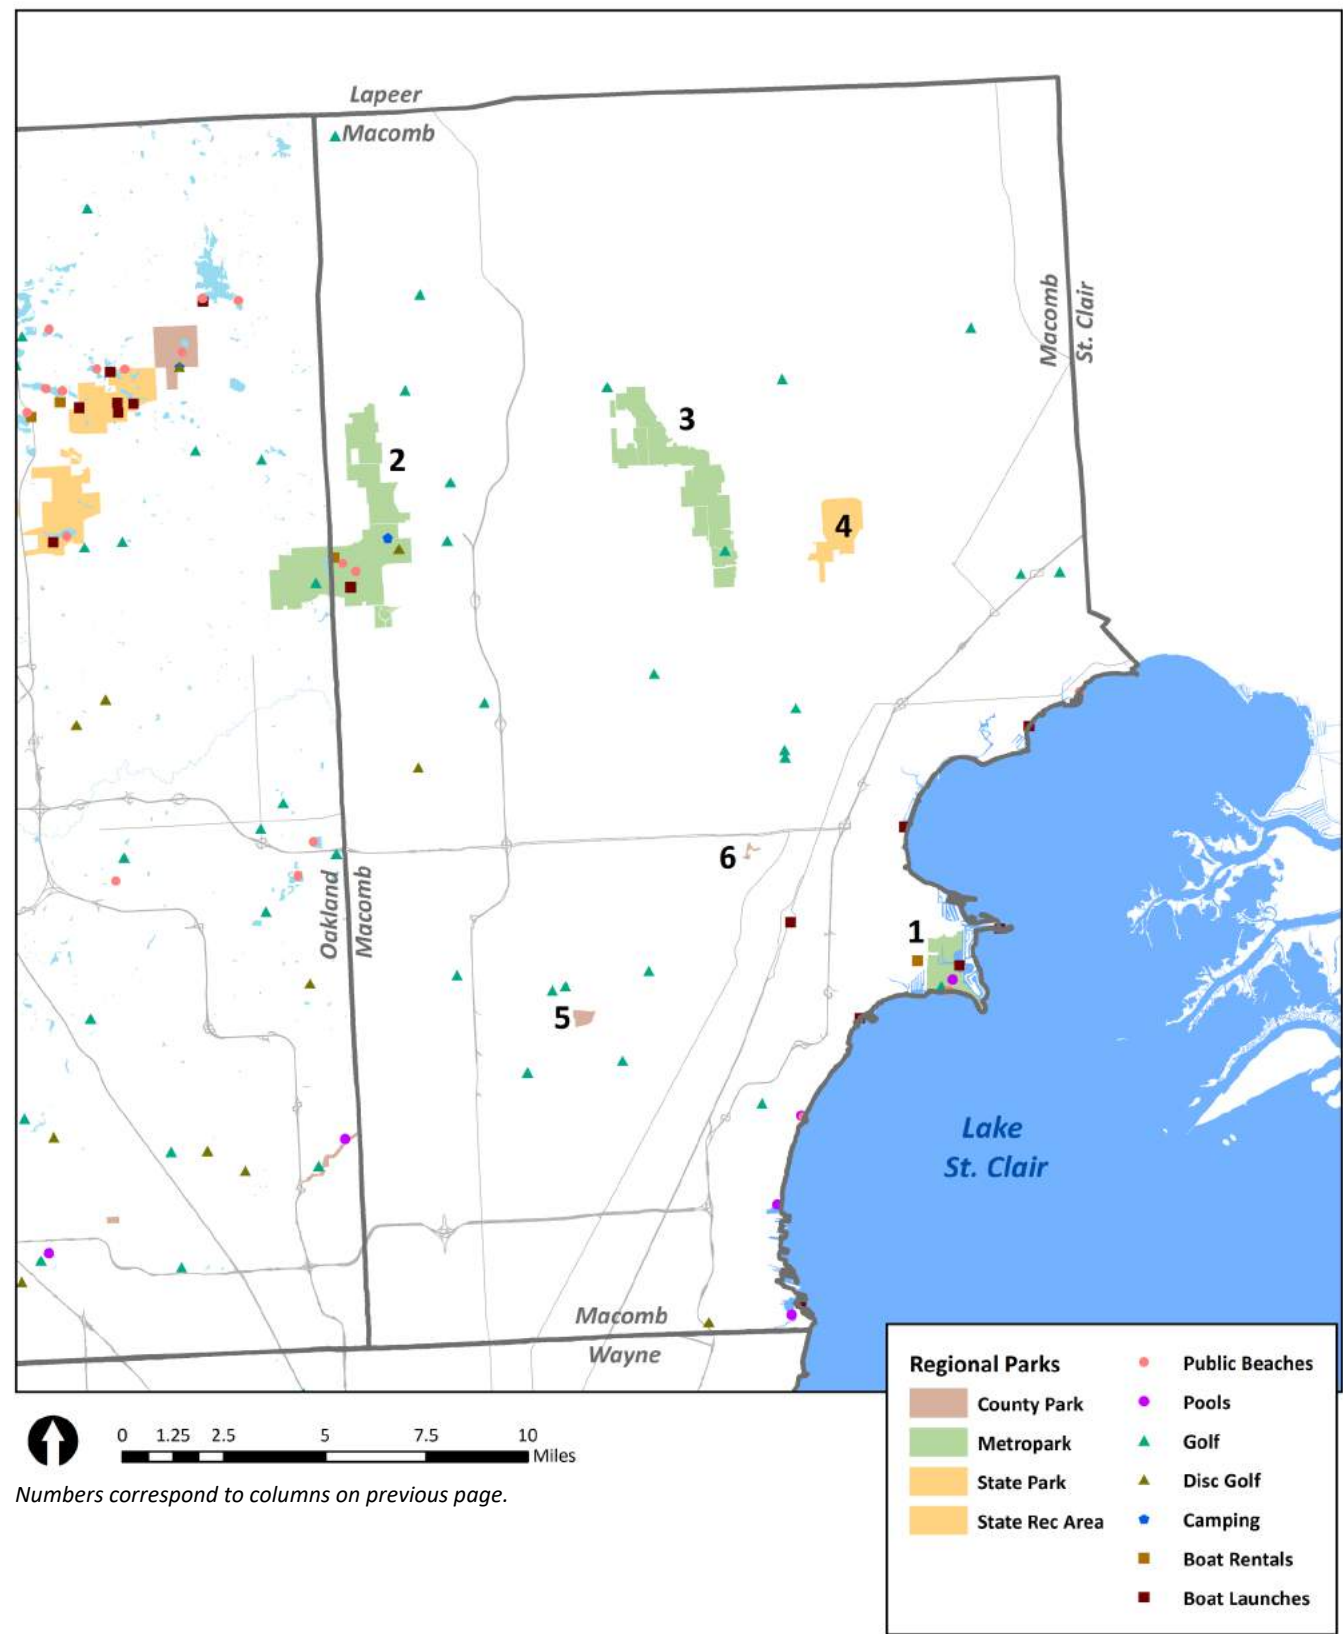 Lapeer
Macomb
Macomb
St. Clair
3
2
4
6
Oakland
Macomb
1
5
Lake
St. Clair
Macomb
Wayne
Regional Parks
County Park
Metropark
State Park
State Rec Area
Public Beaches
Pools
Golf
Disc Golf
Camping
Boat Rentals
Boat Launches
0 1.25 2.5 5 7.5 10
Miles
Numbers correspond to columns on previous page.